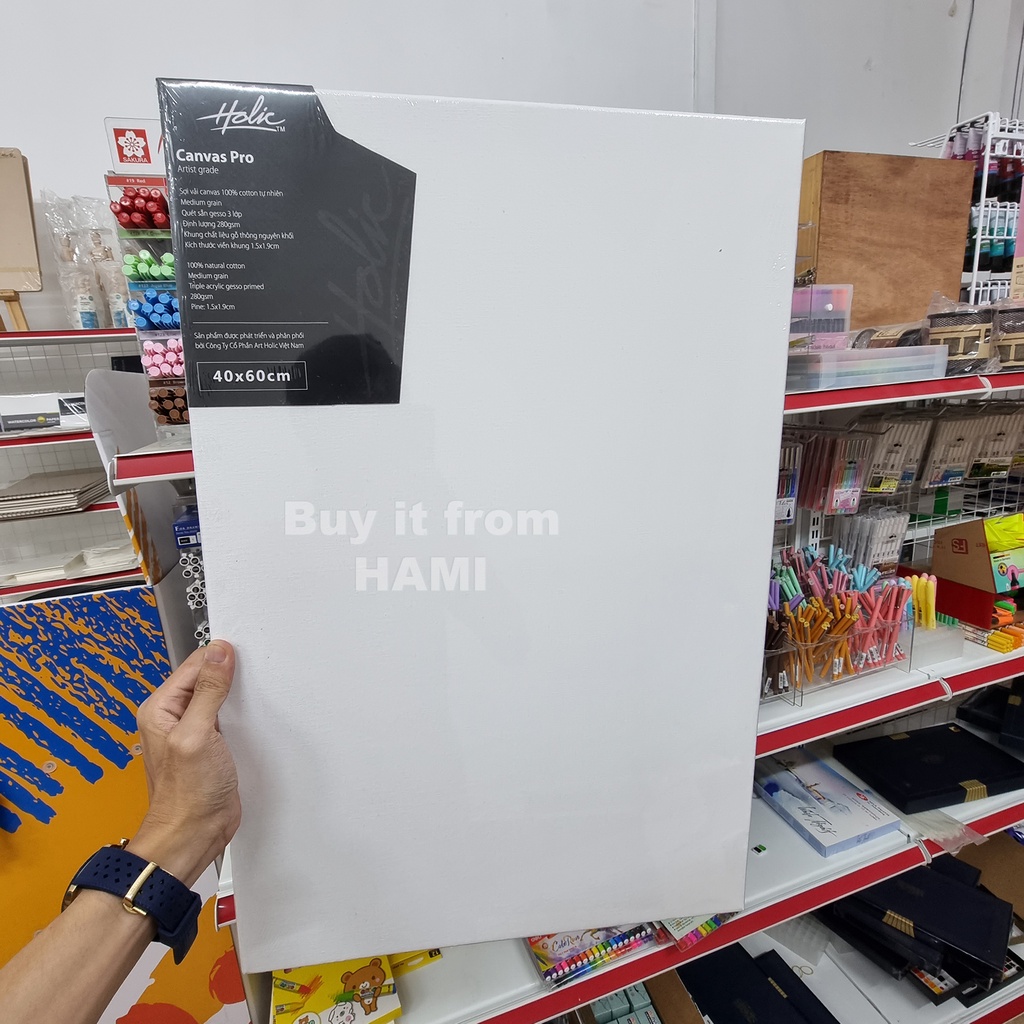 Holic™
Canvas Pro
Artist grade
Sợi vải canvas 100% cotton tự nhiên
Medium grain
Quét sẵn gesso 3 lớp
Định lượng 280gsm
Khung chất liệu gỗ thông nguyên khối
Kích thước viền khung 1.5x1.9cm
100% natural cotton
Medium grain
Triple acrylic gesso primed
280gsm
Pine: 1.5x1.9cm
Sản phẩm được phát triển và phân phối
bởi Công Ty Cổ Phần Art Holic Việt Nam
40x60cm
Holic
Buy it from
HAMI
SAKURA